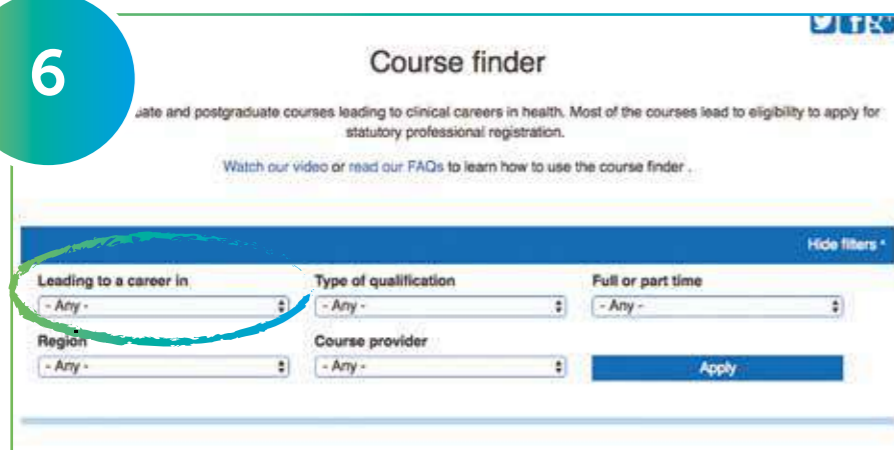 6
Course finder
and postgraduate courses leading to clinical careers in health. Most of the courses lead to eligibility to apply for
statutory professional registration.
Watch our video or read our FAQs to learn how to use the course finder .
Hide filters
Leading to a career in Type of qualification Full or part time
- Any - - Any - - Any -
Region Course provider
- Any - - Any - Apply